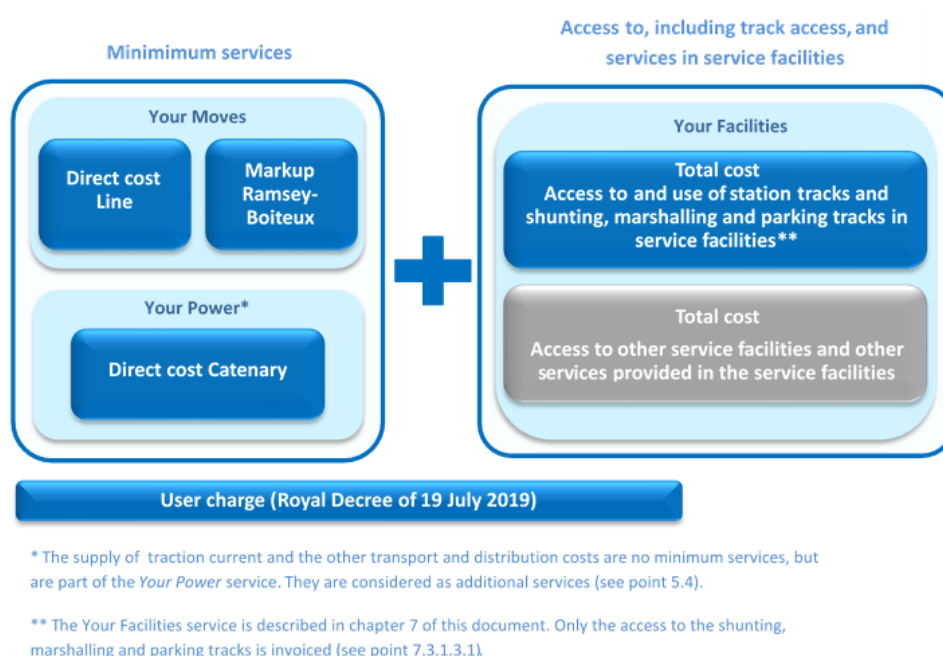 Minimimum services
Your Moves
Direct cost
Line
Markup
Ramsey-
Boiteux
Your Power*
Direct cost Catenary
Access to, including track access, and
services in service facilities
Your Facilities
Total cost
Access to and use of station tracks and
shunting, marshalling and parking tracks in
service facilities**
Total cost
Access to other service facilities and other
services provided in the service facilities
User charge (Royal Decree of 19 July 2019)
* The supply of traction current and the other transport and distribution costs are no minimum services, but
are part of the Your Power service. They are considered as additional services (see point 5.4).
** The Your Facilities service is described in chapter 7 of this document. Only the access to the shunting,
marshalling and parking tracks is invoiced (see point 7.3.1.3.1).